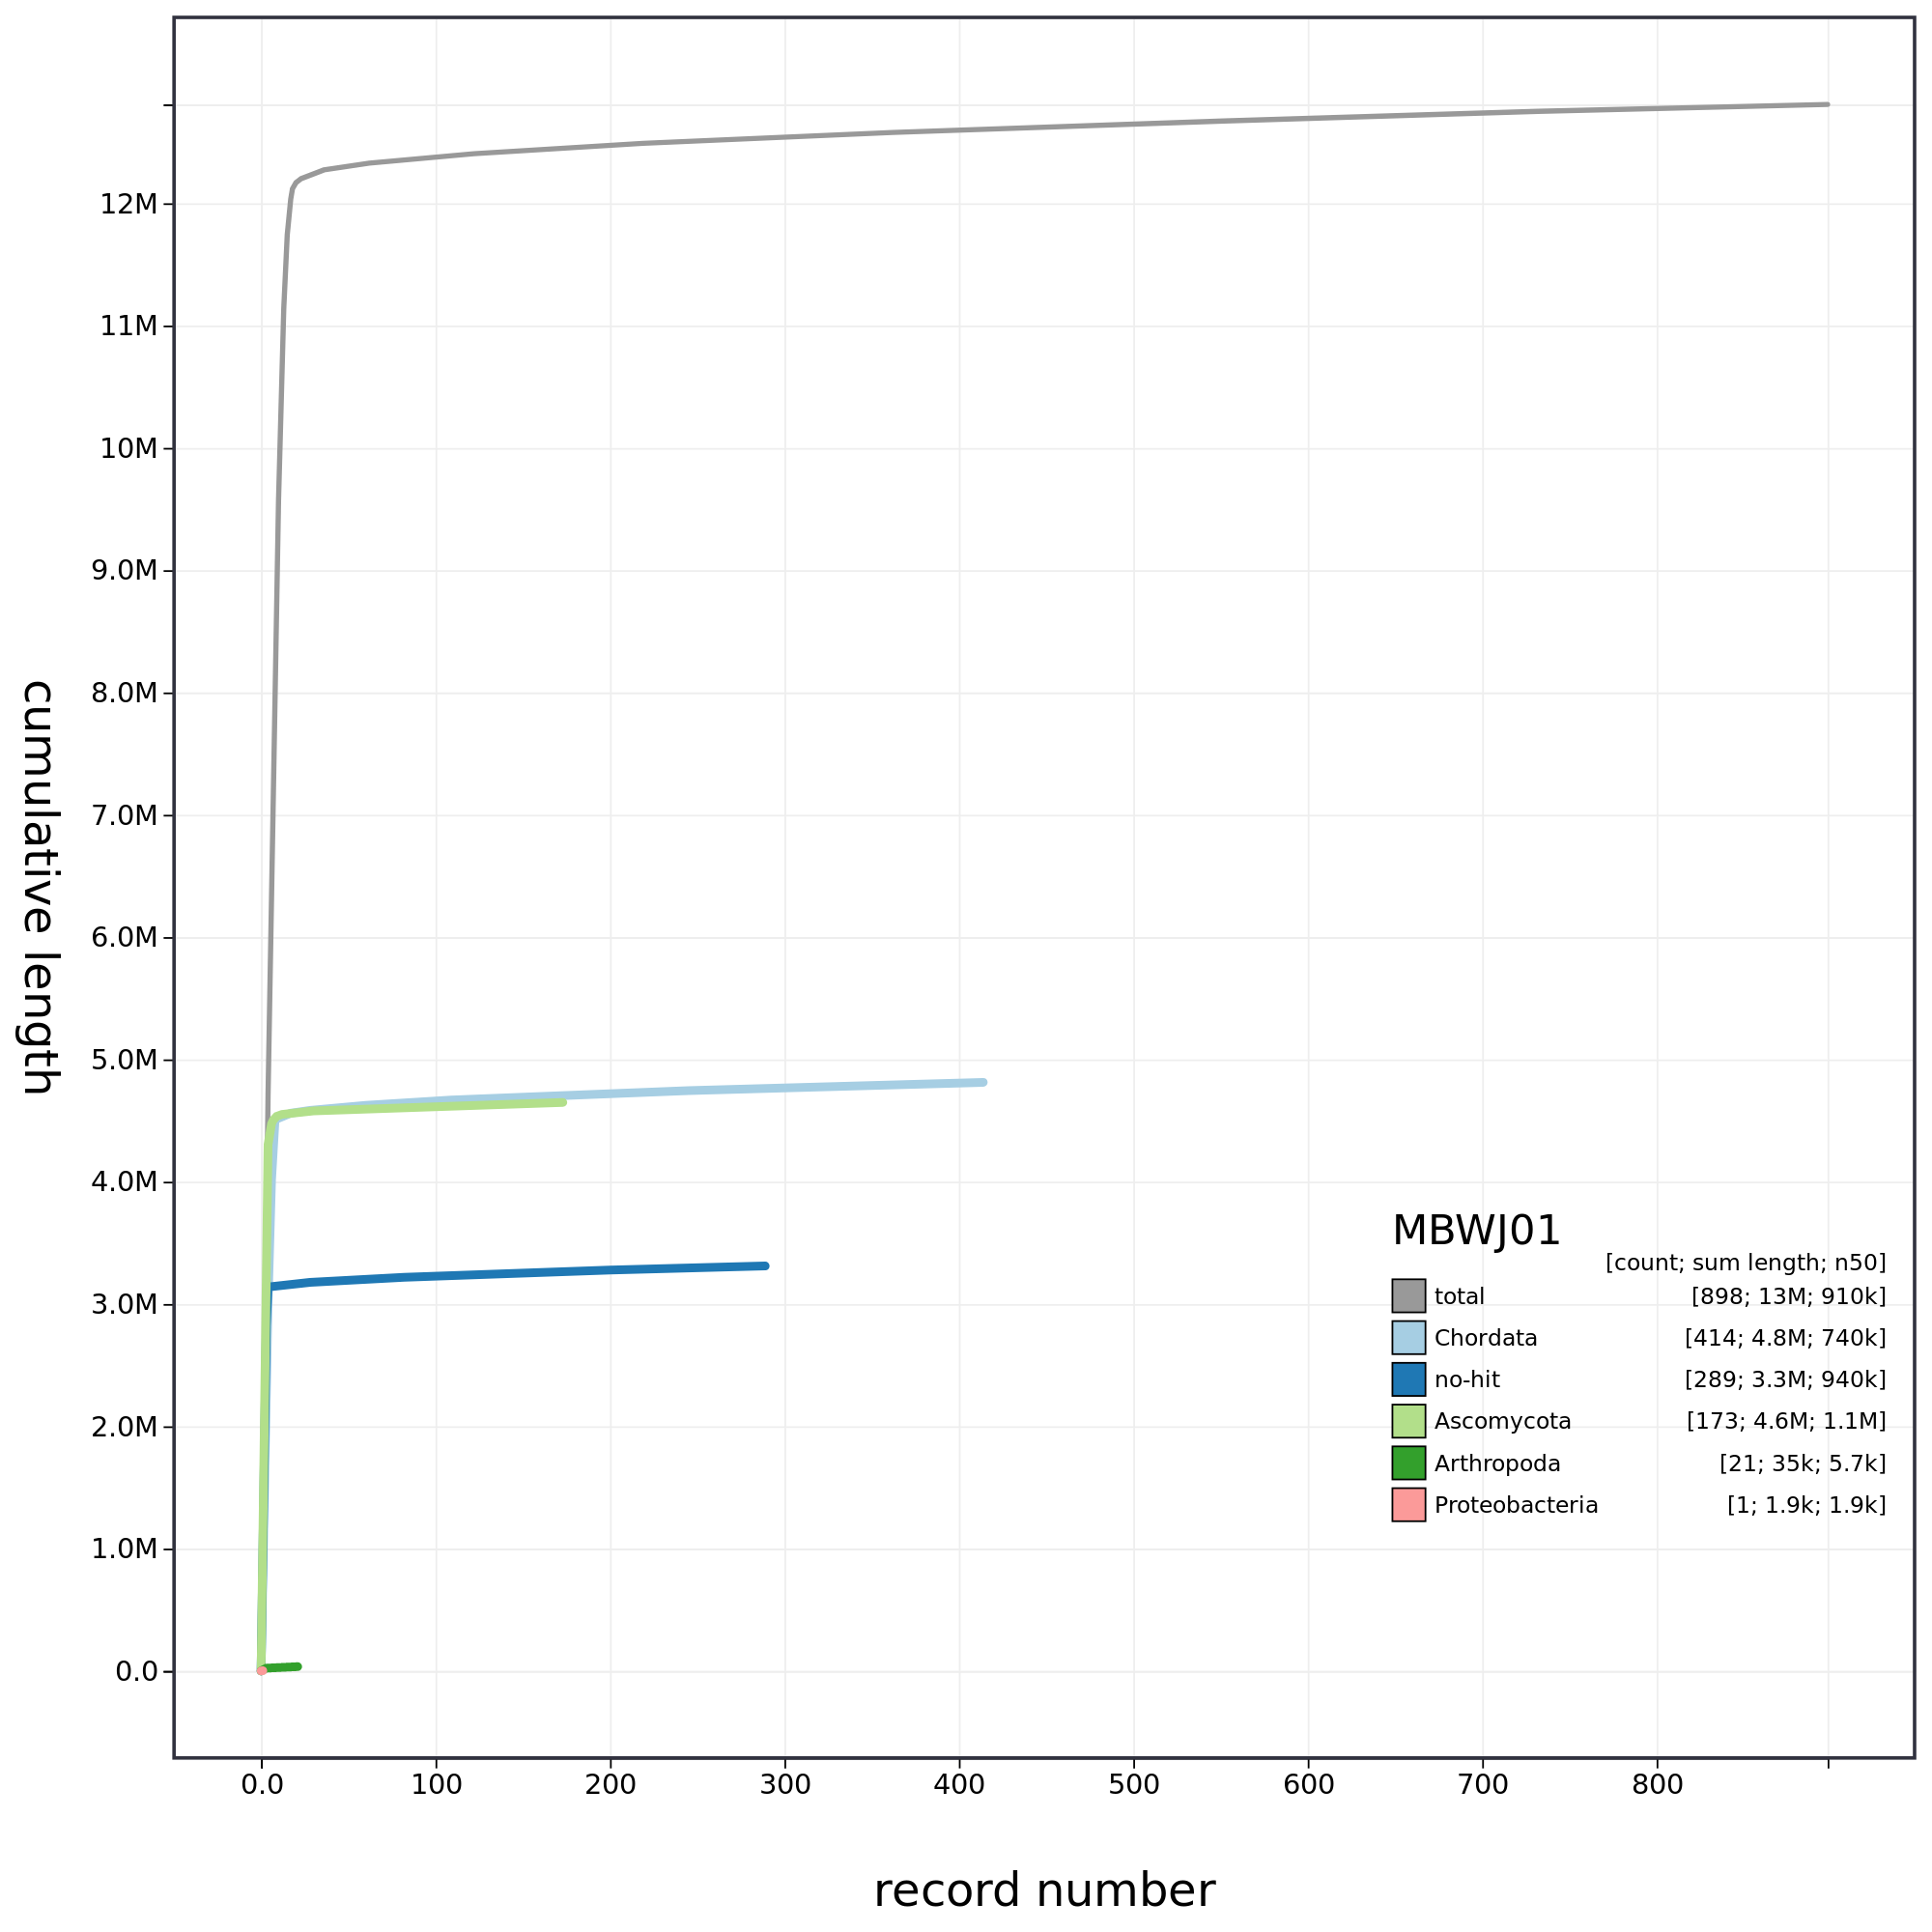 cumulative length
12M
11M
10M
9.0M
8.0M
7.0M
6.0M
5.0M
4.0M
3.0M
2.0M
1.0M
0.0
MBWJ01
[count; sum length; n50]
total [898; 13M; 910k]
Chordata [414; 4.8M; 740k]
no-hit [289; 3.3M; 940k]
Ascomycota [173; 4.6M; 1.1M]
Arthropoda [21; 35k; 5.7k]
Proteobacteria [1; 1.9k; 1.9k]
0.0 100 200 300 400 500 600 700 800
record number